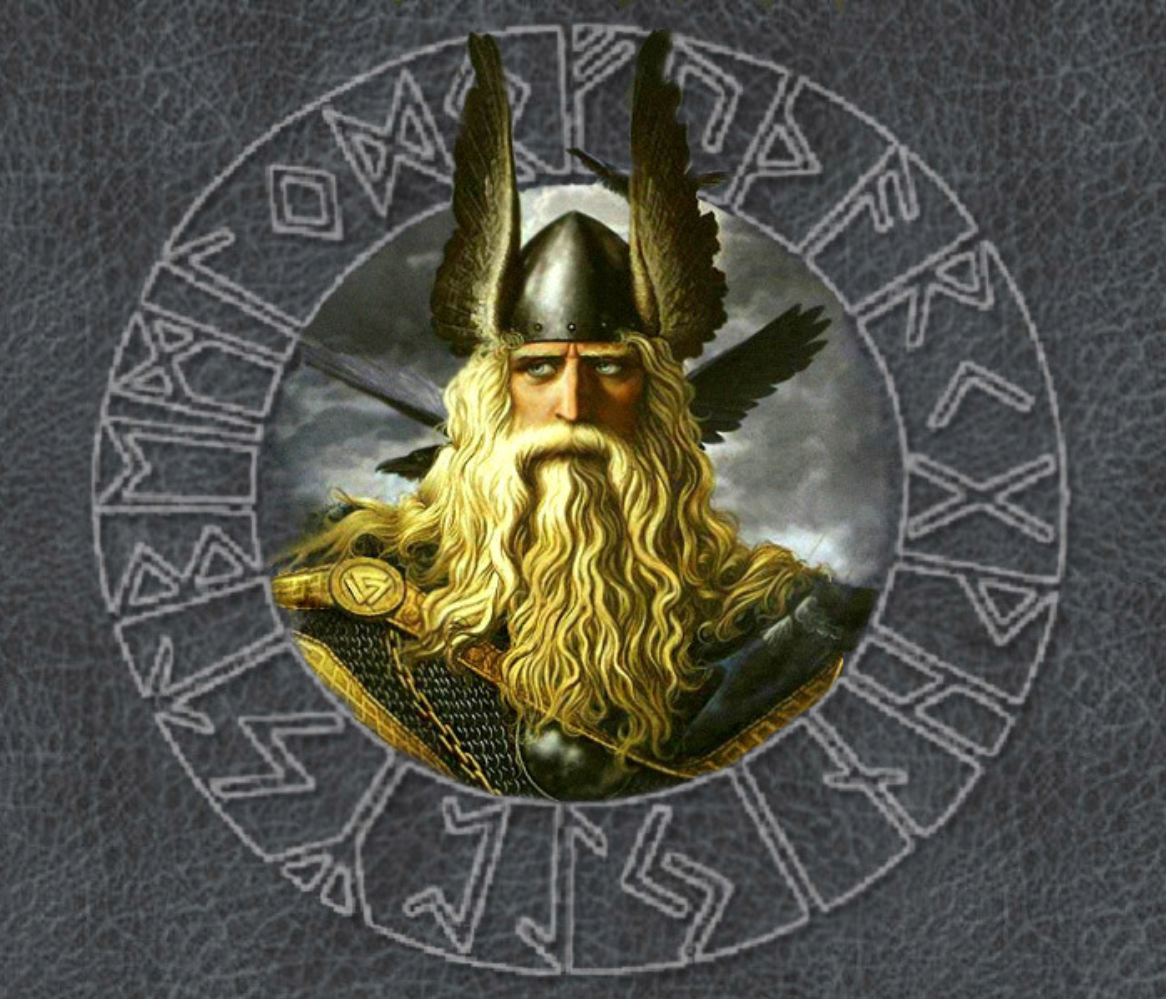 ᚠᚢᚦᚨᚱᚲᚷᚹᚺᚾᛁᛃᛇᛈᛉᛊᛏᛒᛖᛗᛚᛜᛞᛟ